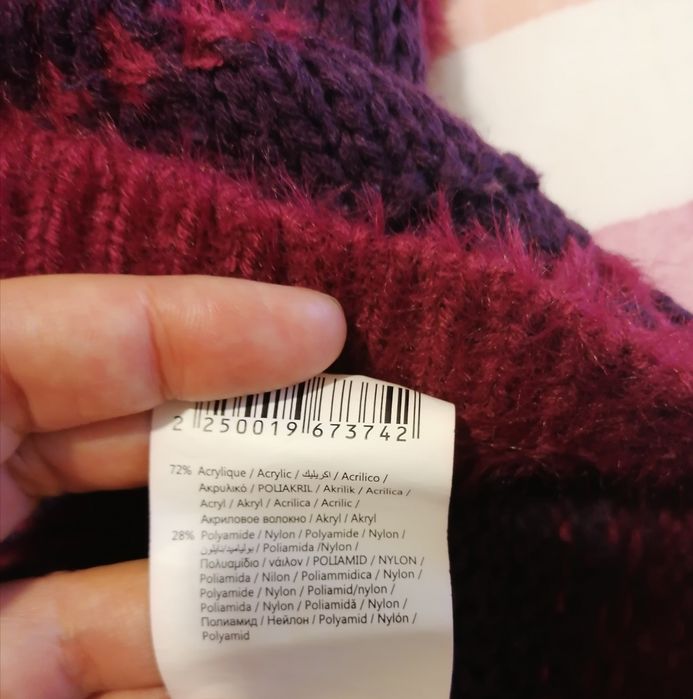 2 250019 673742
72% Acrylique / Acrylic / اكريليك / Acrilico /
Ακρυλικό / POLIAKRIL / Akrilik / Acrilica /
Acryl / Akryl / Acrilica / Acrilic /
Акриловое волокно / Akryl / Akryl
28% Polyamide / Nylon / Polyamide / Nylon /
بولياميد/نايلون / Poliamida /Nylon /
Πολυαμίδιο / νάιλον / POLIAMID / NYLON /
Poliamida / Nilon / Poliammidica / Nylon /
Polyamide / Nylon / Poliamid/nylon /
Poliamida / Nylon / Poliamidă / Nylon /
Полиамид / Нейлон / Polyamid / Nylón /
Polyamid